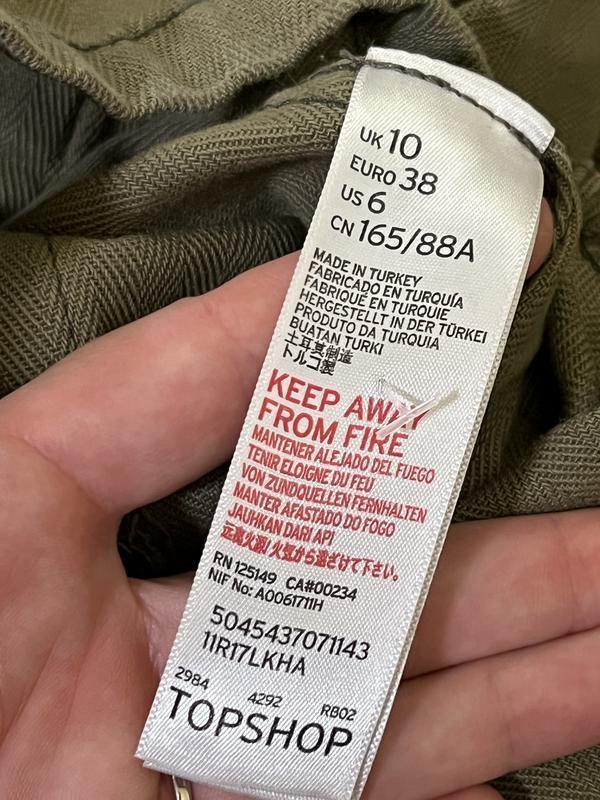 UK 10
EURO 38
US 6
CN 165/88A
MADE IN TURKEY
FABRICADO EN TURQUÍA
FABRIQUÉ EN TURQUIE
HERGESTELLT IN DER TÜRKEI
PRODUTO DA TURQUIA
BUATAN TURKI
土耳其制造
トルコ製
KEEP AWAY
FROM FIRE
MANTENER ALEJADO DEL FUEGO
TENIR ELOIGNE DU FEU
VON ZUNDQUELLEN FERNHALTEN
MANTER AFASTADO DO FOGO
JAUHKAN DARI API
远离火源/火気から遠ざけて下さい。
RN 125149 CA#00234
NIF No: A0061711H
5045437071143
11R17LKHA
2984 4292 RB02
TOPSHOP